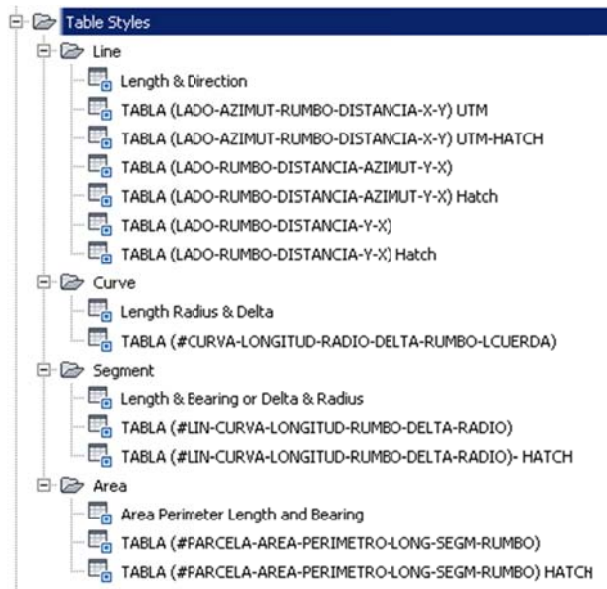 Table Styles
Line
Length & Direction
TABLA (LADO-AZIMUT-RUMBO-DISTANCIA-X-Y) UTM
TABLA (LADO-AZIMUT-RUMBO-DISTANCIA-X-Y) UTM-HATCH
TABLA (LADO-RUMBO-DISTANCIA-AZIMUT-Y-X)
TABLA (LADO-RUMBO-DISTANCIA-AZIMUT-Y-X) Hatch
TABLA (LADO-RUMBO-DISTANCIA-Y-X)
TABLA (LADO-RUMBO-DISTANCIA-Y-X) Hatch
Curve
Length Radius & Delta
TABLA (#CURVA-LONGITUD-RADIO-DELTA-RUMBO-LCUERDA)
Segment
Length & Bearing or Delta & Radius
TABLA (#LIN-CURVA-LONGITUD-RUMBO-DELTA-RADIO)
TABLA (#LIN-CURVA-LONGITUD-RUMBO-DELTA-RADIO)- HATCH
Area
Area Perimeter Length and Bearing
TABLA (#PARCELA-AREA-PERIMETRO-LONG-SEGM-RUMBO)
TABLA (#PARCELA-AREA-PERIMETRO-LONG-SEGM-RUMBO) HATCH